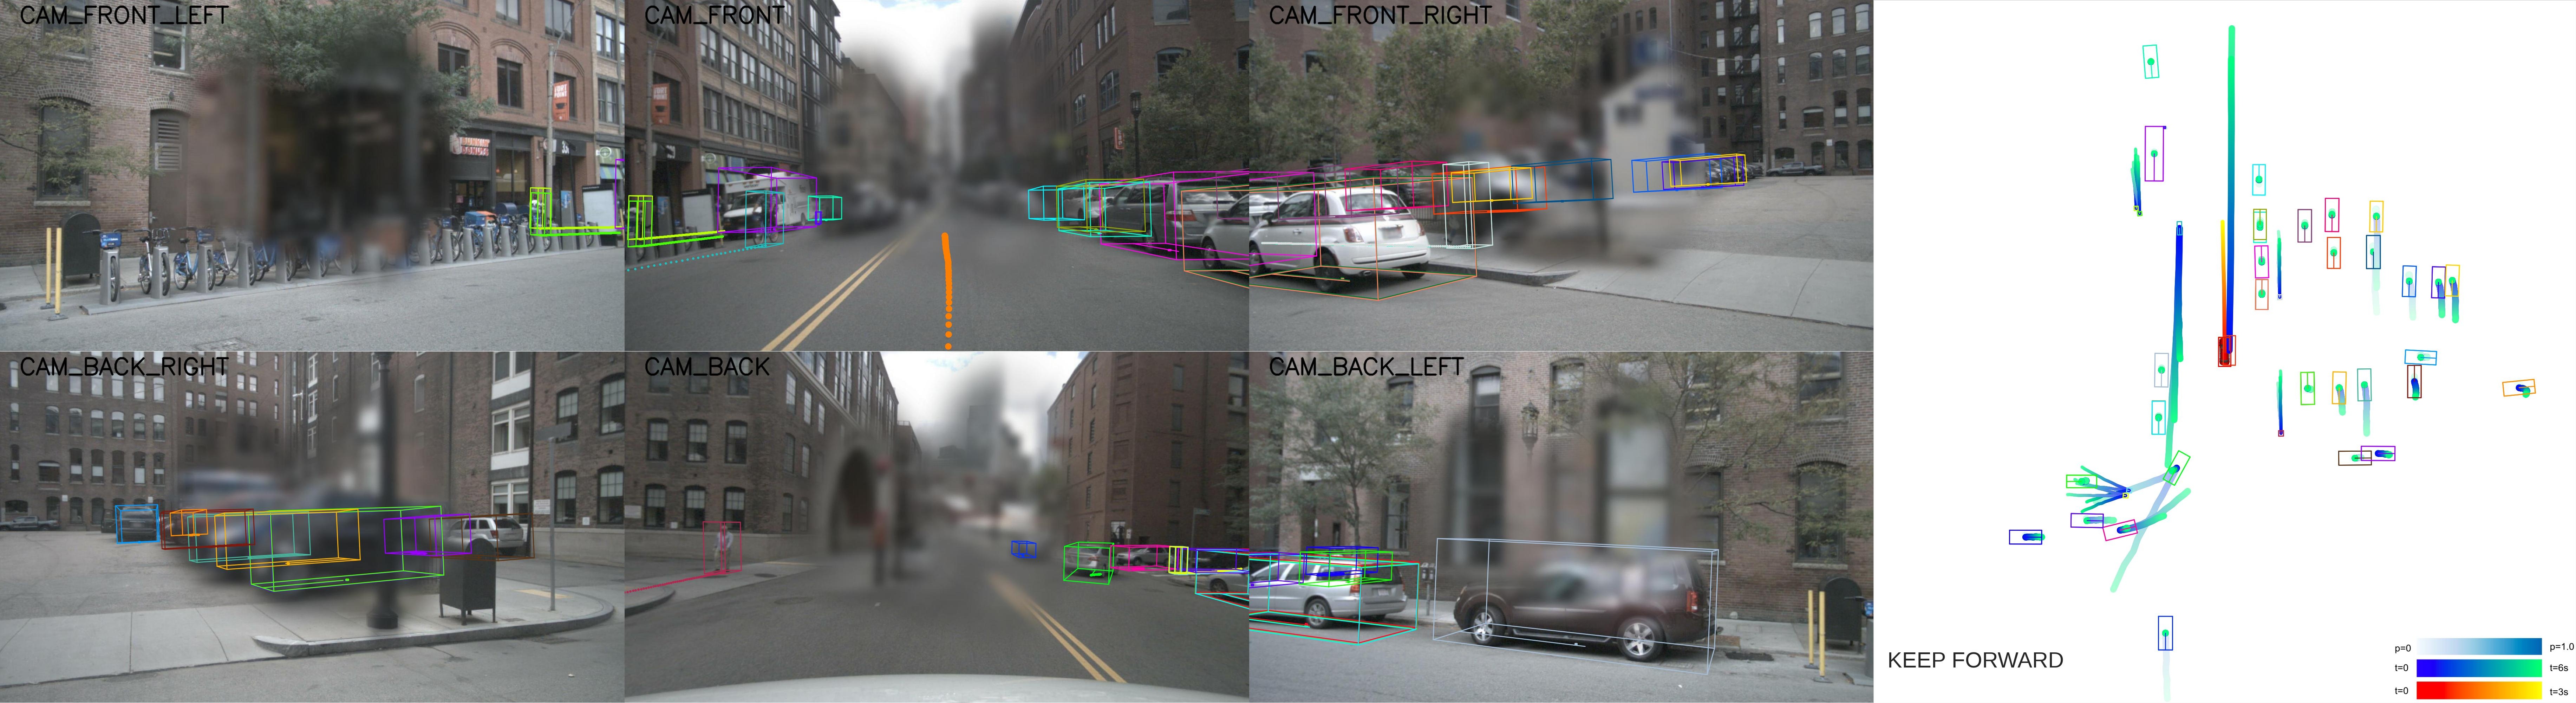 CAM_FRONT_LEFT
CAM_FRONT
CAM_FRONT_RIGHT
CAM_BACK_RIGHT
CAM_BACK
CAM_BACK_LEFT
KEEP FORWARD
p=0
p=1.0
t=0
t=6s
t=0
t=3s